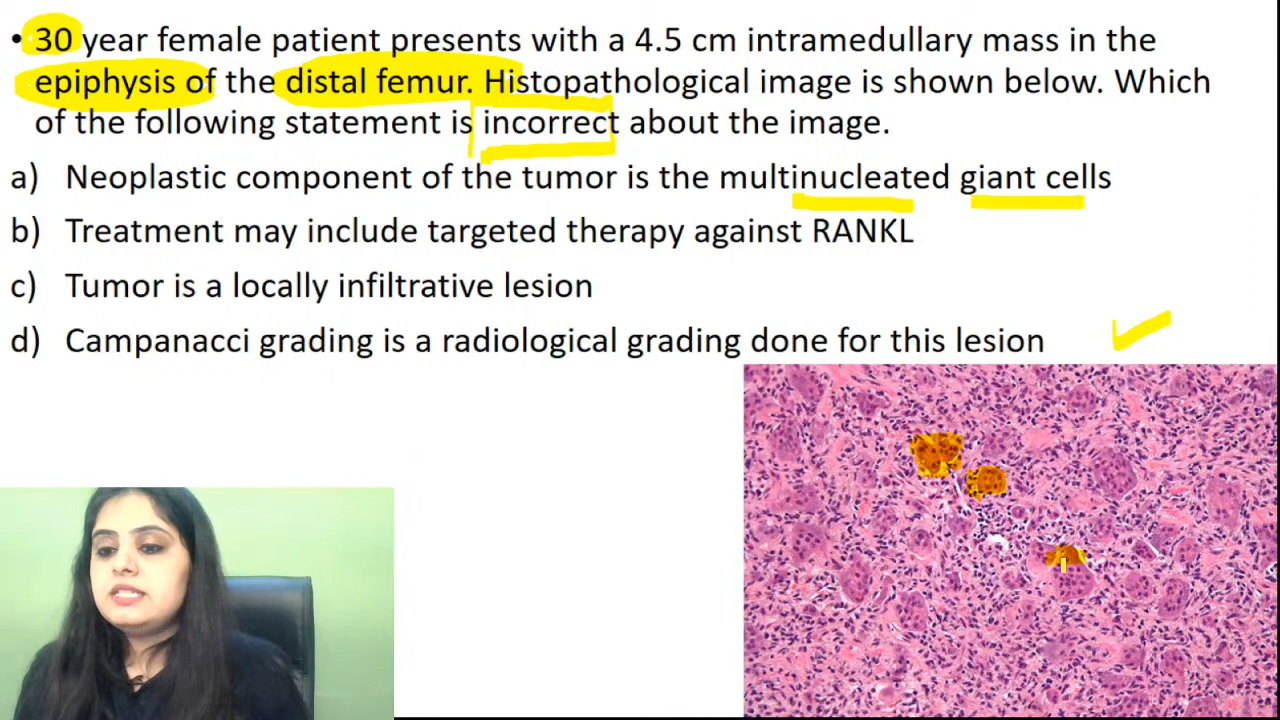 • 30 year female patient presents with a 4.5 cm intramedullary mass in the
epiphysis of the distal femur. Histopathological image is shown below. Which
of the following statement is incorrect about the image.
a) Neoplastic component of the tumor is the multinucleated giant cells
b) Treatment may include targeted therapy against RANKL
c) Tumor is a locally infiltrative lesion
d) Campanacci grading is a radiological grading done for this lesion